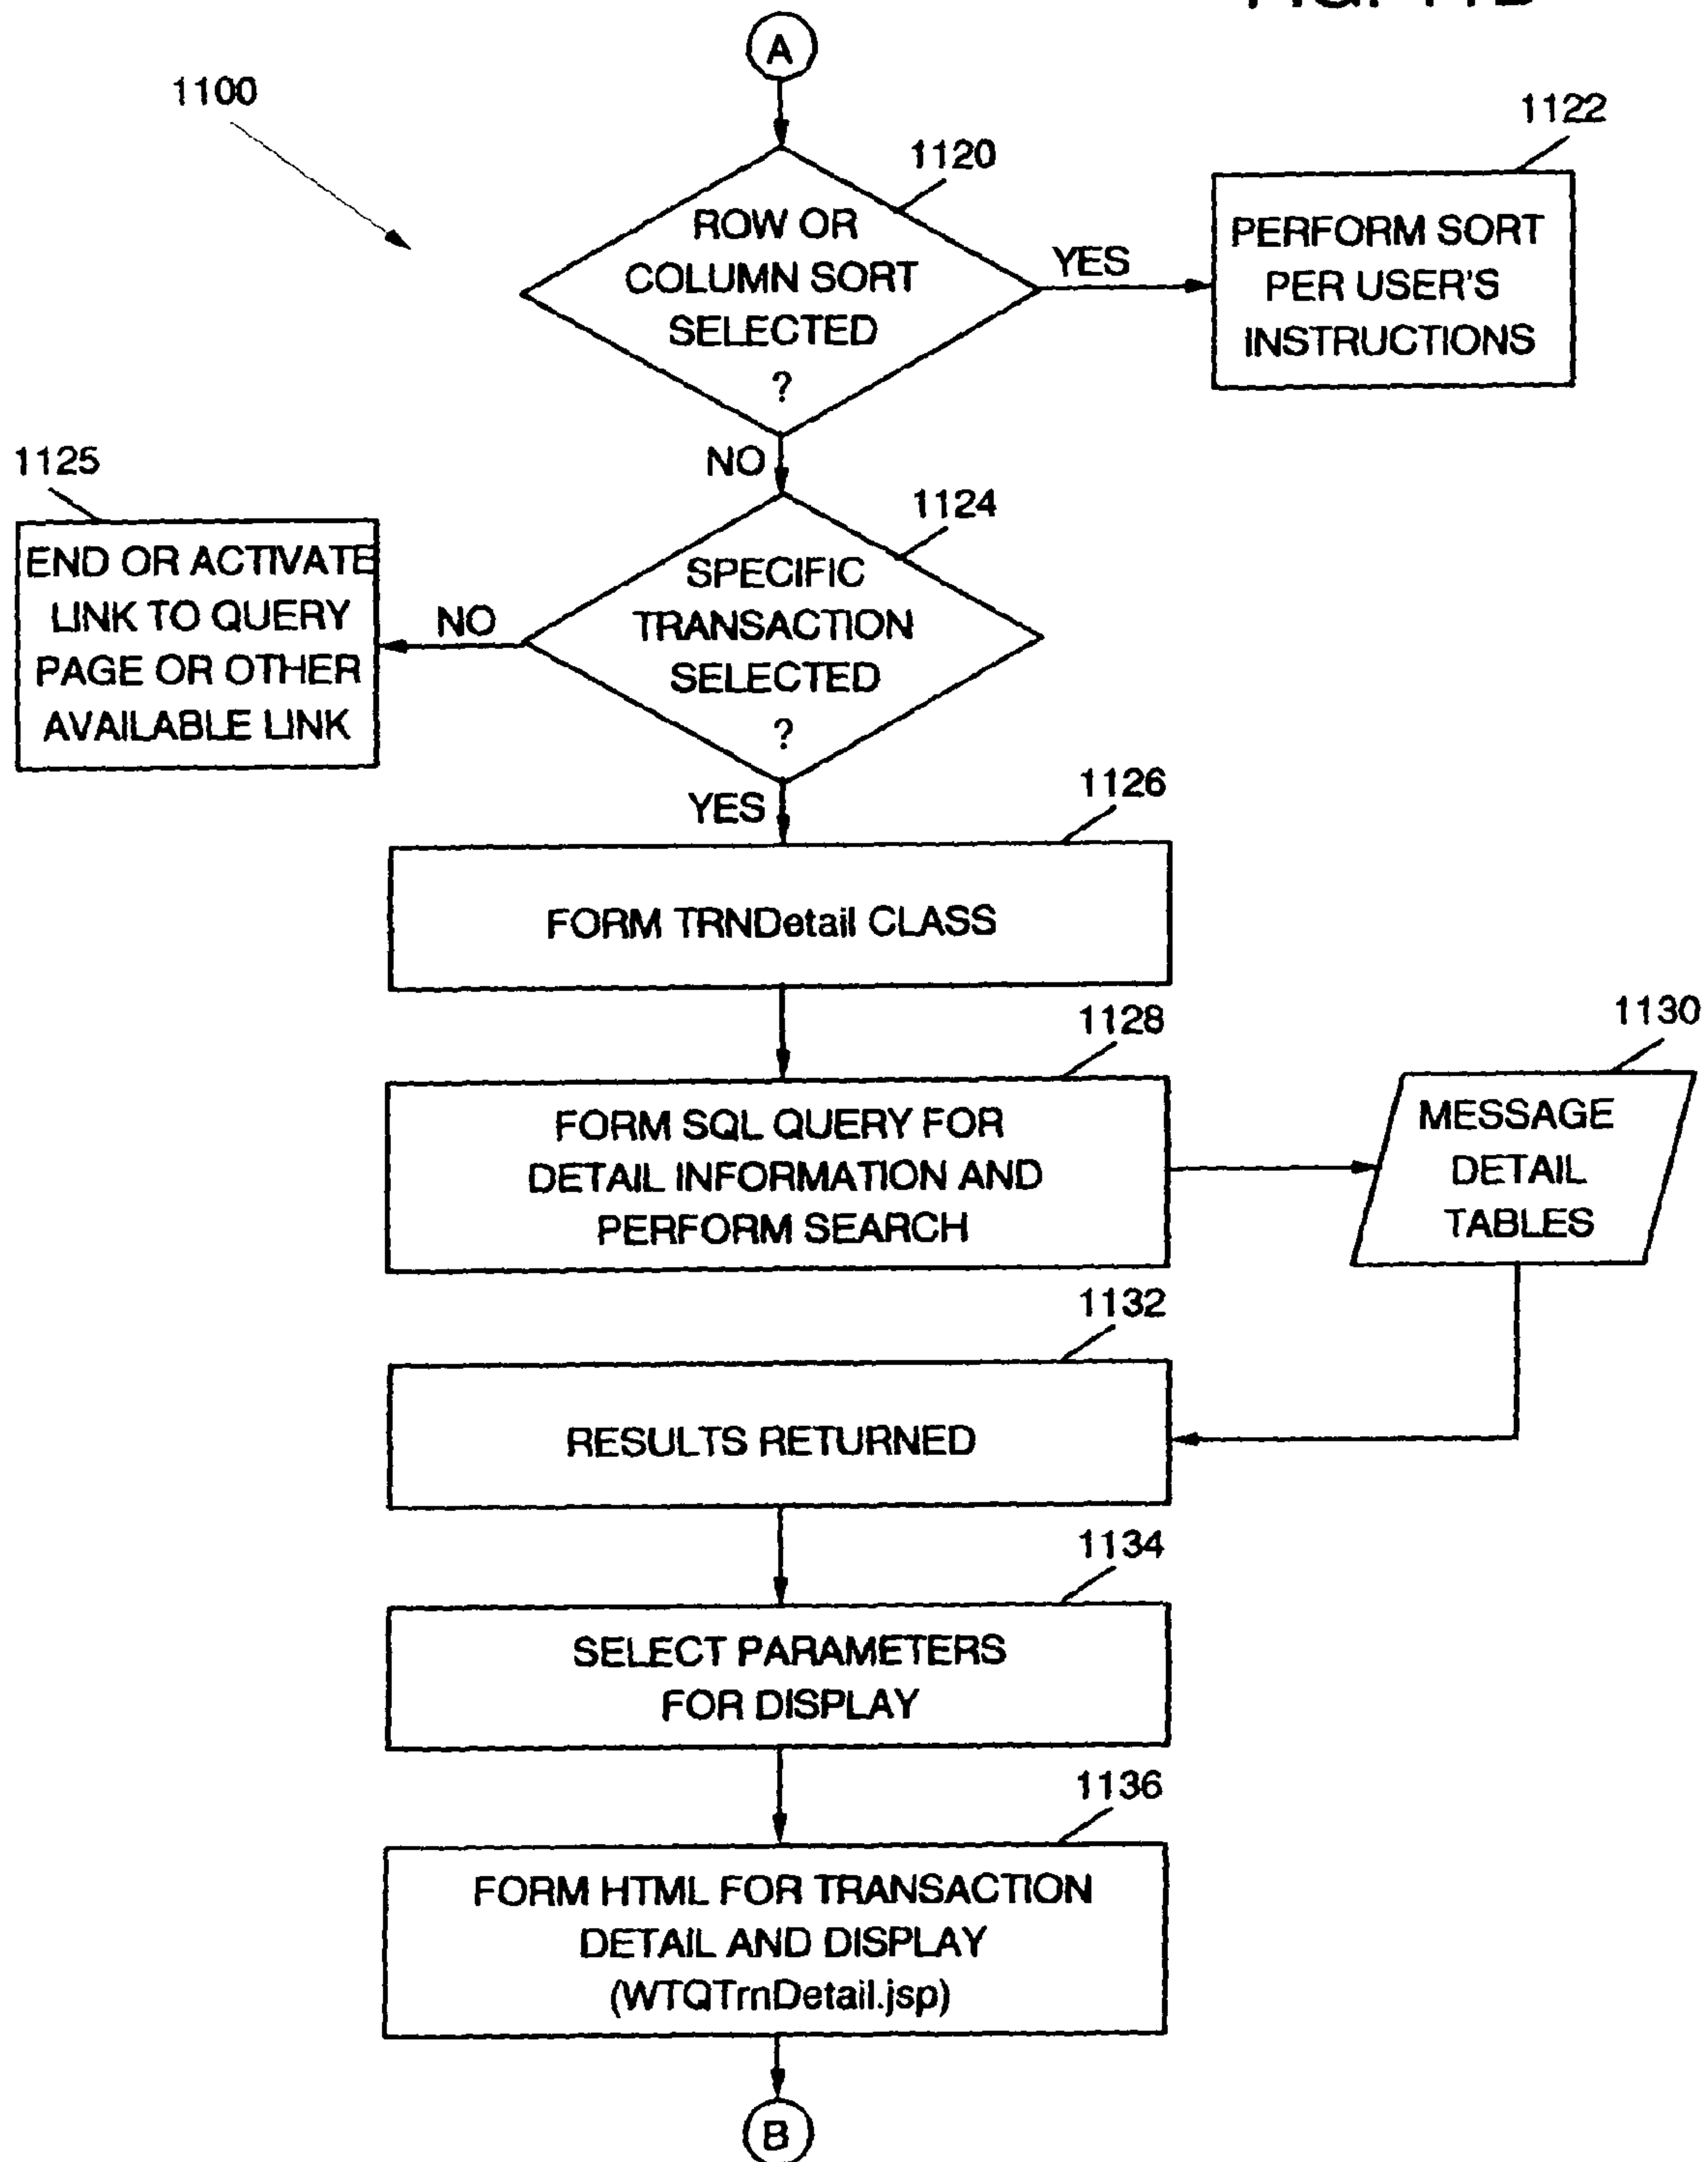 A
1100
1120
1122
ROW OR
COLUMN SORT
SELECTED
?
YES
PERFORM SORT
PER USER'S
INSTRUCTIONS
NO
1125
1124
END OR ACTIVATE
LINK TO QUERY
PAGE OR OTHER
AVAILABLE LINK
NO
SPECIFIC
TRANSACTION
SELECTED
?
YES
1126
FORM TRNDetail CLASS
1128
1130
FORM SQL QUERY FOR
DETAIL INFORMATION AND
PERFORM SEARCH
MESSAGE
DETAIL
TABLES
1132
RESULTS RETURNED
1134
SELECT PARAMETERS
FOR DISPLAY
1136
FORM HTML FOR TRANSACTION
DETAIL AND DISPLAY
(WTQTrnDetail.jsp)
B